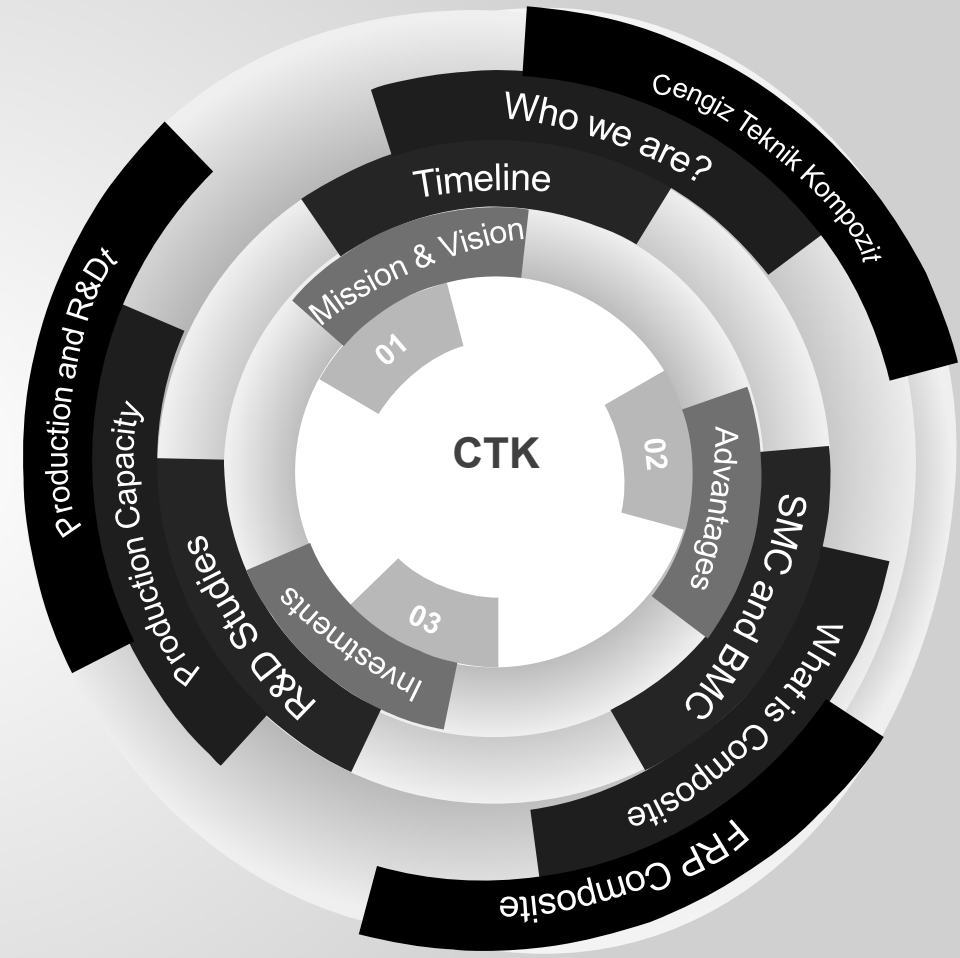 Cengiz Teknik Kompozit
Who we are?
Timeline
Mission & Vision
01
CTK
02
Advantages
SMC and BMC
What is Composite
FRP Composite
03
Investments
R&D Studies
Production Capacity
Production and R&Dt